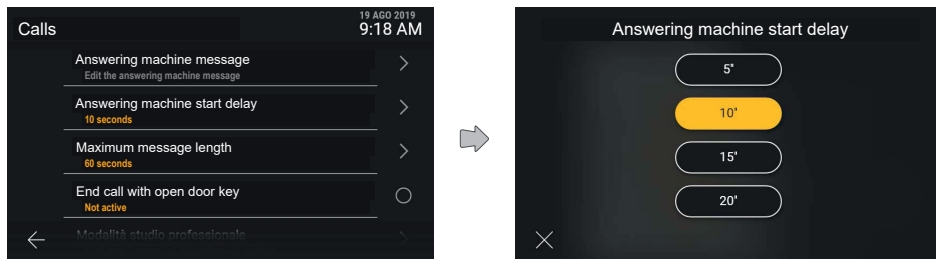 19 AGO 2019
Calls
9:18 AM
Answering machine message
Edit the answering machine message
Answering machine start delay
10 seconds
Maximum message length
60 seconds
End call with open door key
Not active
Modalità studio professionale
Answering machine start delay
5"
10"
15"
20"